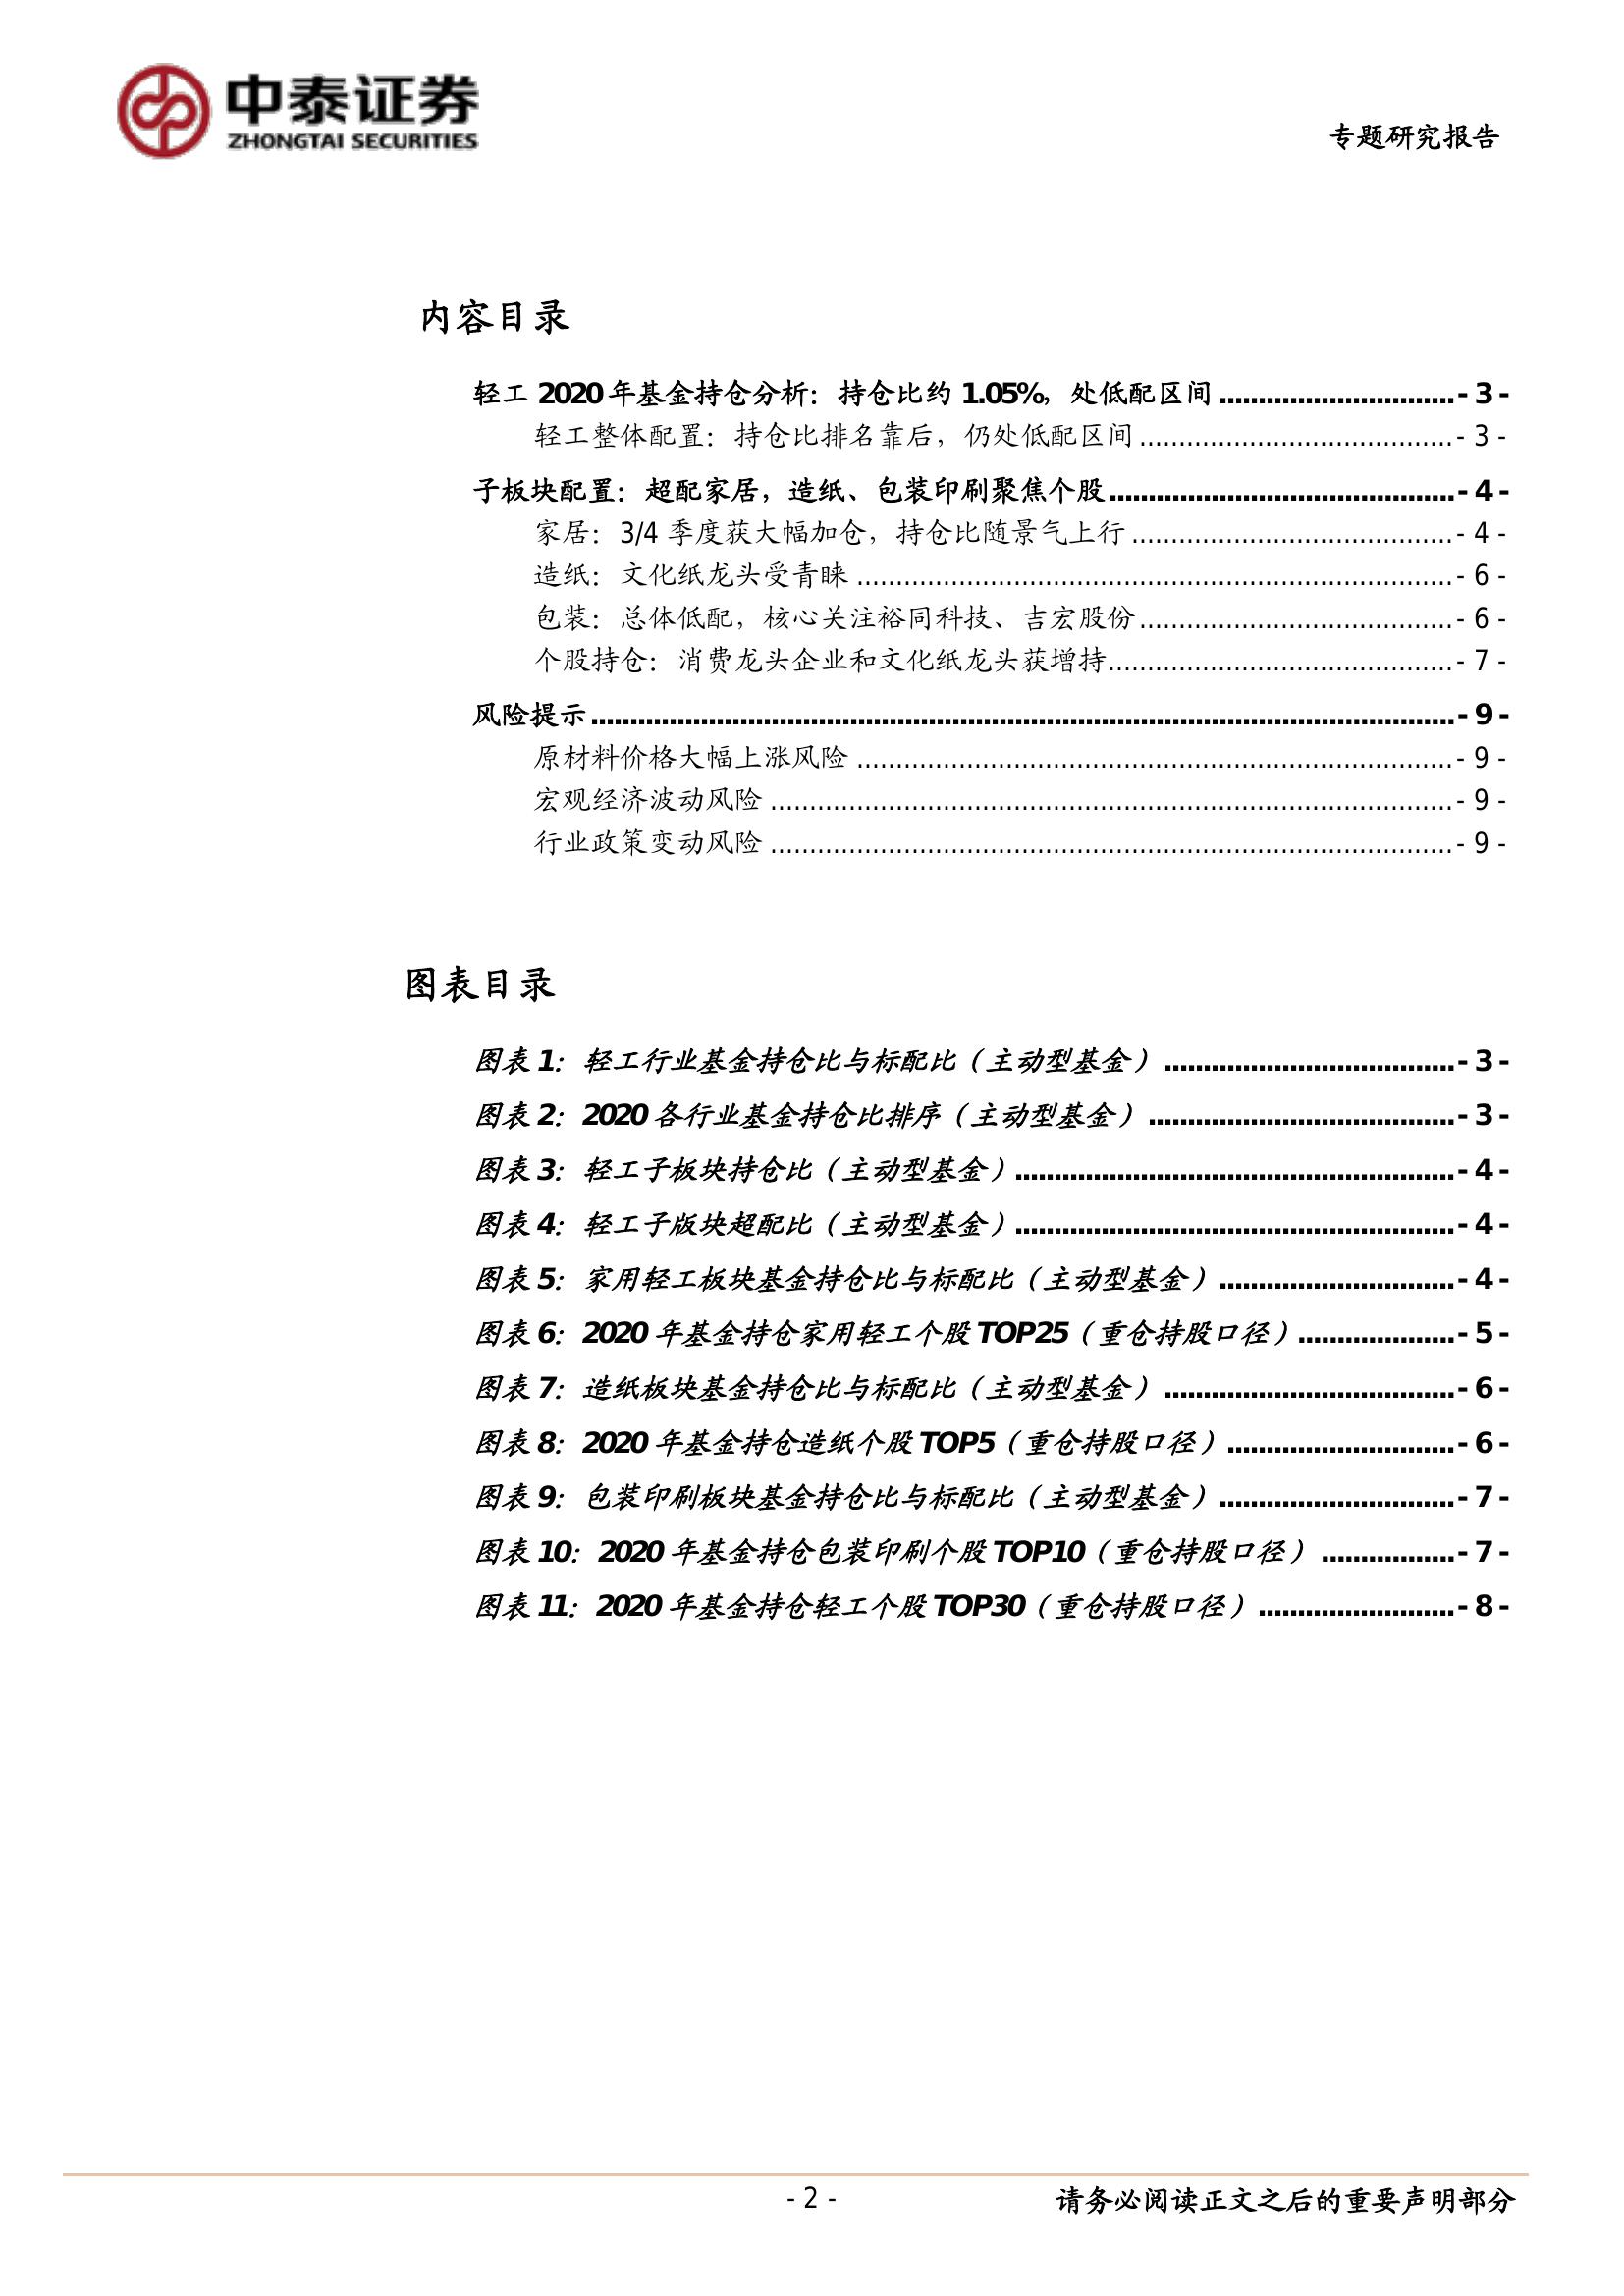 中泰证券
ZHONGTAI SECURITIES
专题研究报告
内容目录
轻工 2020 年基金持仓分析：持仓比约 1.05%，处低配区间 ..............................- 3 -
轻工整体配置：持仓比排名靠后，仍处低配区间 ........................................- 3 -
子板块配置：超配家居，造纸、包装印刷聚焦个股 ............................................- 4 -
家居：3/4 季度获大幅加仓，持仓比随景气上行 .........................................- 4 -
造纸：文化纸龙头受青睐 ............................................................................- 6 -
包装：总体低配，核心关注裕同科技、吉宏股份 ........................................- 6 -
个股持仓：消费龙头企业和文化纸龙头获增持 ............................................- 7 -
风险提示 ..............................................................................................................- 9 -
原材料价格大幅上涨风险 ............................................................................- 9 -
宏观经济波动风险 .......................................................................................- 9 -
行业政策变动风险 .......................................................................................- 9 -
图表目录
图表 1：轻工行业基金持仓比与标配比（主动型基金） .....................................- 3 -
图表 2：2020 各行业基金持仓比排序（主动型基金） .......................................- 3 -
图表 3：轻工子板块持仓比（主动型基金） ........................................................- 4 -
图表 4：轻工子版块超配比（主动型基金） ........................................................- 4 -
图表 5：家用轻工板块基金持仓比与标配比（主动型基金） ..............................- 4 -
图表 6：2020 年基金持仓家用轻工个股 TOP25（重仓持股口径） ....................- 5 -
图表 7：造纸板块基金持仓比与标配比（主动型基金） .....................................- 6 -
图表 8：2020 年基金持仓造纸个股 TOP5（重仓持股口径） .............................- 6 -
图表 9：包装印刷板块基金持仓比与标配比（主动型基金） ..............................- 7 -
图表 10：2020 年基金持仓包装印刷个股 TOP10（重仓持股口径） .................- 7 -
图表 11：2020 年基金持仓轻工个股 TOP30（重仓持股口径） .........................- 8 -
- 2 -
请务必阅读正文之后的重要声明部分